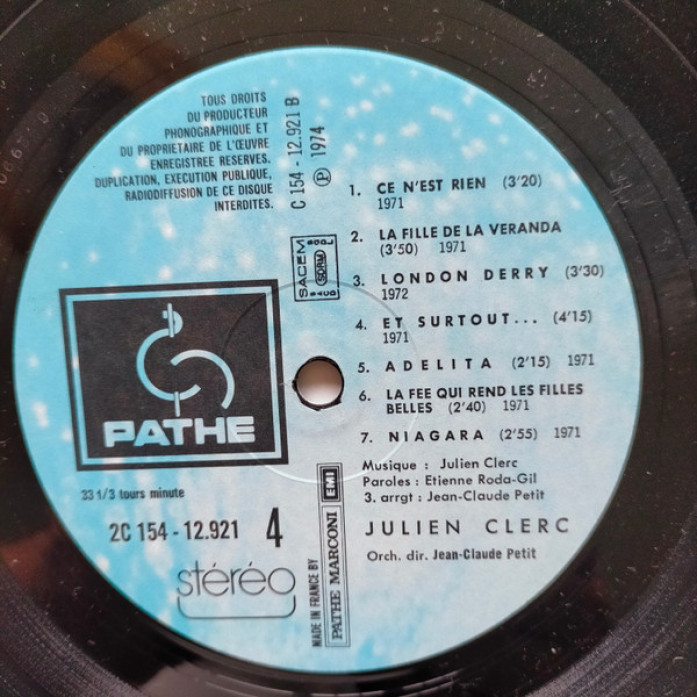 TOUS DROITS
DU PRODUCTEUR
PHONOGRAPHIQUE ET
DU PROPRIETAIRE DE L'ŒUVRE
ENREGISTREE RESERVES.
DUPLICATION, EXECUTION PUBLIQUE,
RADIODIFFUSION DE CE DISQUE
INTERDITES.
C 154 - 12.921 B
Ⓟ 1974
SACEM
SDRM
1. CE N'EST RIEN (3'20)
1971
2. LA FILLE DE LA VERANDA
(3'50) 1971
3. LONDON DERRY (3'30)
1972
4. ET SURTOUT... (4'15)
1971
5. ADELITA (2'15) 1971
6. LA FEE QUI REND LES FILLES
BELLES (2'40) 1971
7. NIAGARA (2'55) 1971
Musique : Julien Clerc
Paroles : Etienne Roda-Gil
3. arrgt : Jean-Claude Petit
JULIEN CLERC
Orch. dir. Jean-Claude Petit
PATHE
33 1/3 tours minute
2C 154 - 12.921 4
stéréo
MADE IN FRANCE BY
PATHE MARCONI EMI